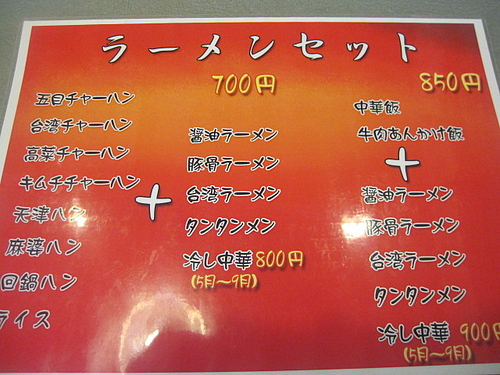 ラーメンセット
700円
850円
五目チャーハン
台湾チャーハン
高菜チャーハン
キムチチャーハン
天津ハン
麻婆ハン
回鍋ハン
ライス
+
醤油ラーメン
豚骨ラーメン
台湾ラーメン
タンタンメン
冷し中華 800円
(5月～9月)
中華飯
牛肉あんかけ飯
+
醤油ラーメン
豚骨ラーメン
台湾ラーメン
タンタンメン
冷し中華 900円
(5月～9月)